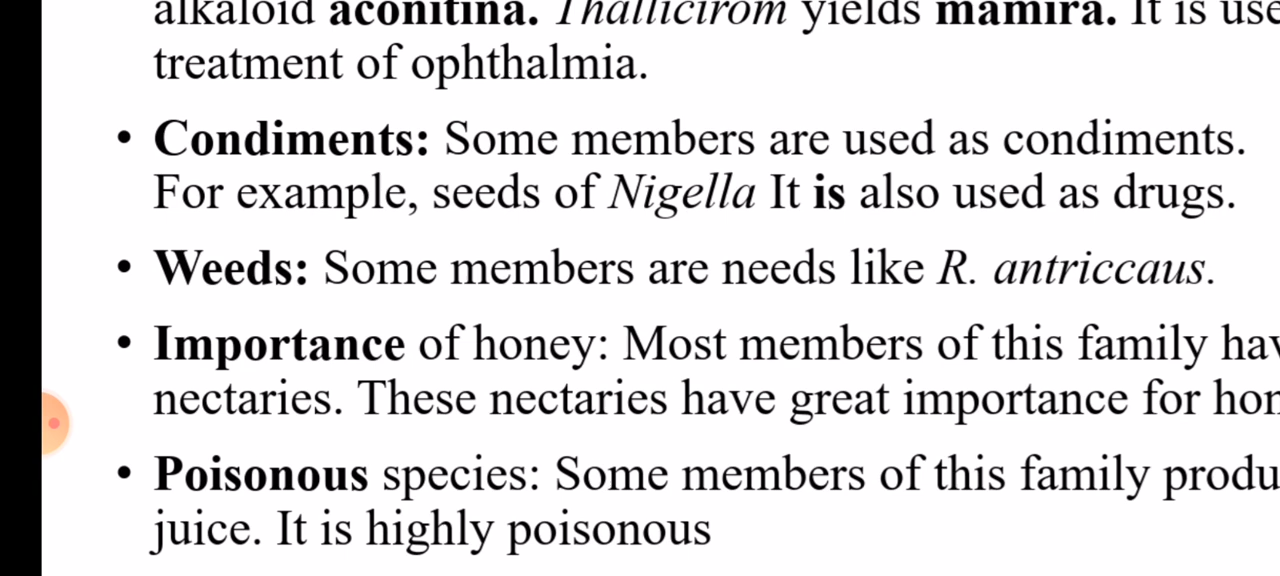 alkaloid aconitina. Thallicirom yields mamira. It is use
treatment of ophthalmia.
• Condiments: Some members are used as condiments.
For example, seeds of Nigella It is also used as drugs.
• Weeds: Some members are needs like R. antriccaus.
• Importance of honey: Most members of this family hav
nectaries. These nectaries have great importance for hon
• Poisonous species: Some members of this family produ
juice. It is highly poisonous